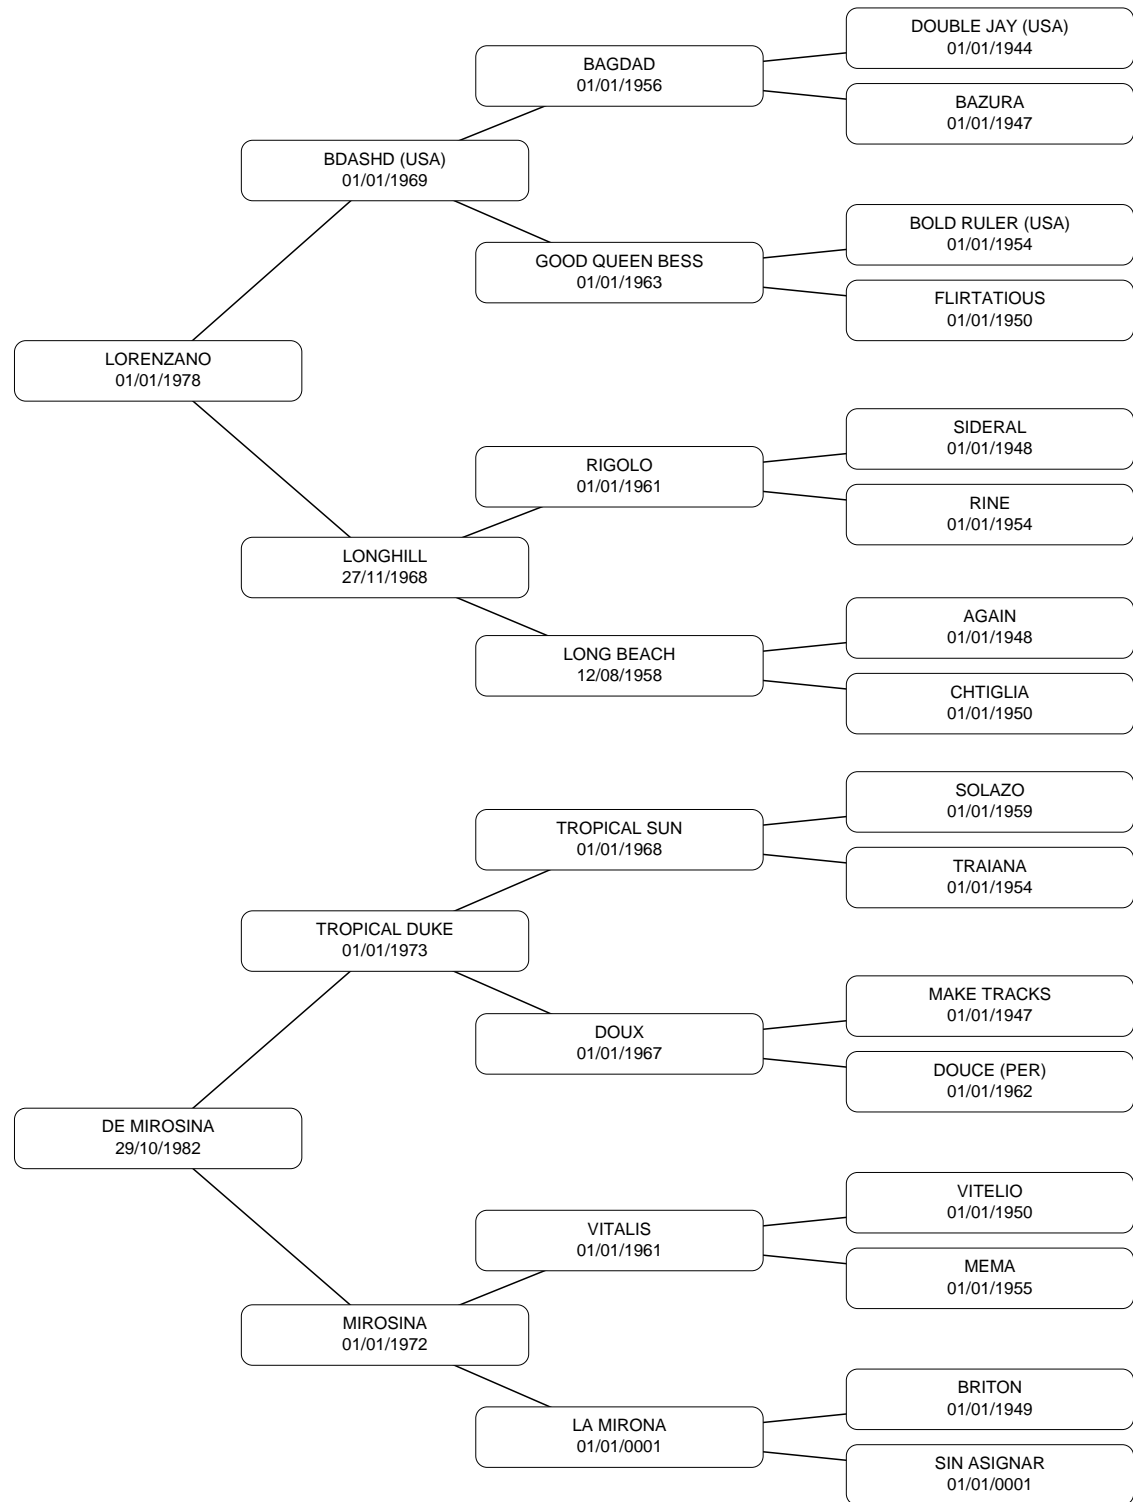 DOUBLE JAY (USA)
01/01/1944
BAGDAD
01/01/1956
BAZURA
01/01/1947
BDASHD (USA)
01/01/1969
BOLD RULER (USA)
01/01/1954
GOOD QUEEN BESS
01/01/1963
FLIRTATIOUS
01/01/1950
LORENZANO
01/01/1978
SIDERAL
01/01/1948
RIGOLO
01/01/1961
RINE
01/01/1954
LONGHILL
27/11/1968
AGAIN
01/01/1948
LONG BEACH
12/08/1958
CHTIGLIA
01/01/1950
SOLAZO
01/01/1959
TROPICAL SUN
01/01/1968
TRAIANA
01/01/1954
TROPICAL DUKE
01/01/1973
MAKE TRACKS
01/01/1947
DOUX
01/01/1967
DOUCE (PER)
01/01/1962
DE MIROSINA
29/10/1982
VITELIO
01/01/1950
VITALIS
01/01/1961
MEMA
01/01/1955
MIROSINA
01/01/1972
BRITON
01/01/1949
LA MIRONA
01/01/0001
SIN ASIGNAR
01/01/0001